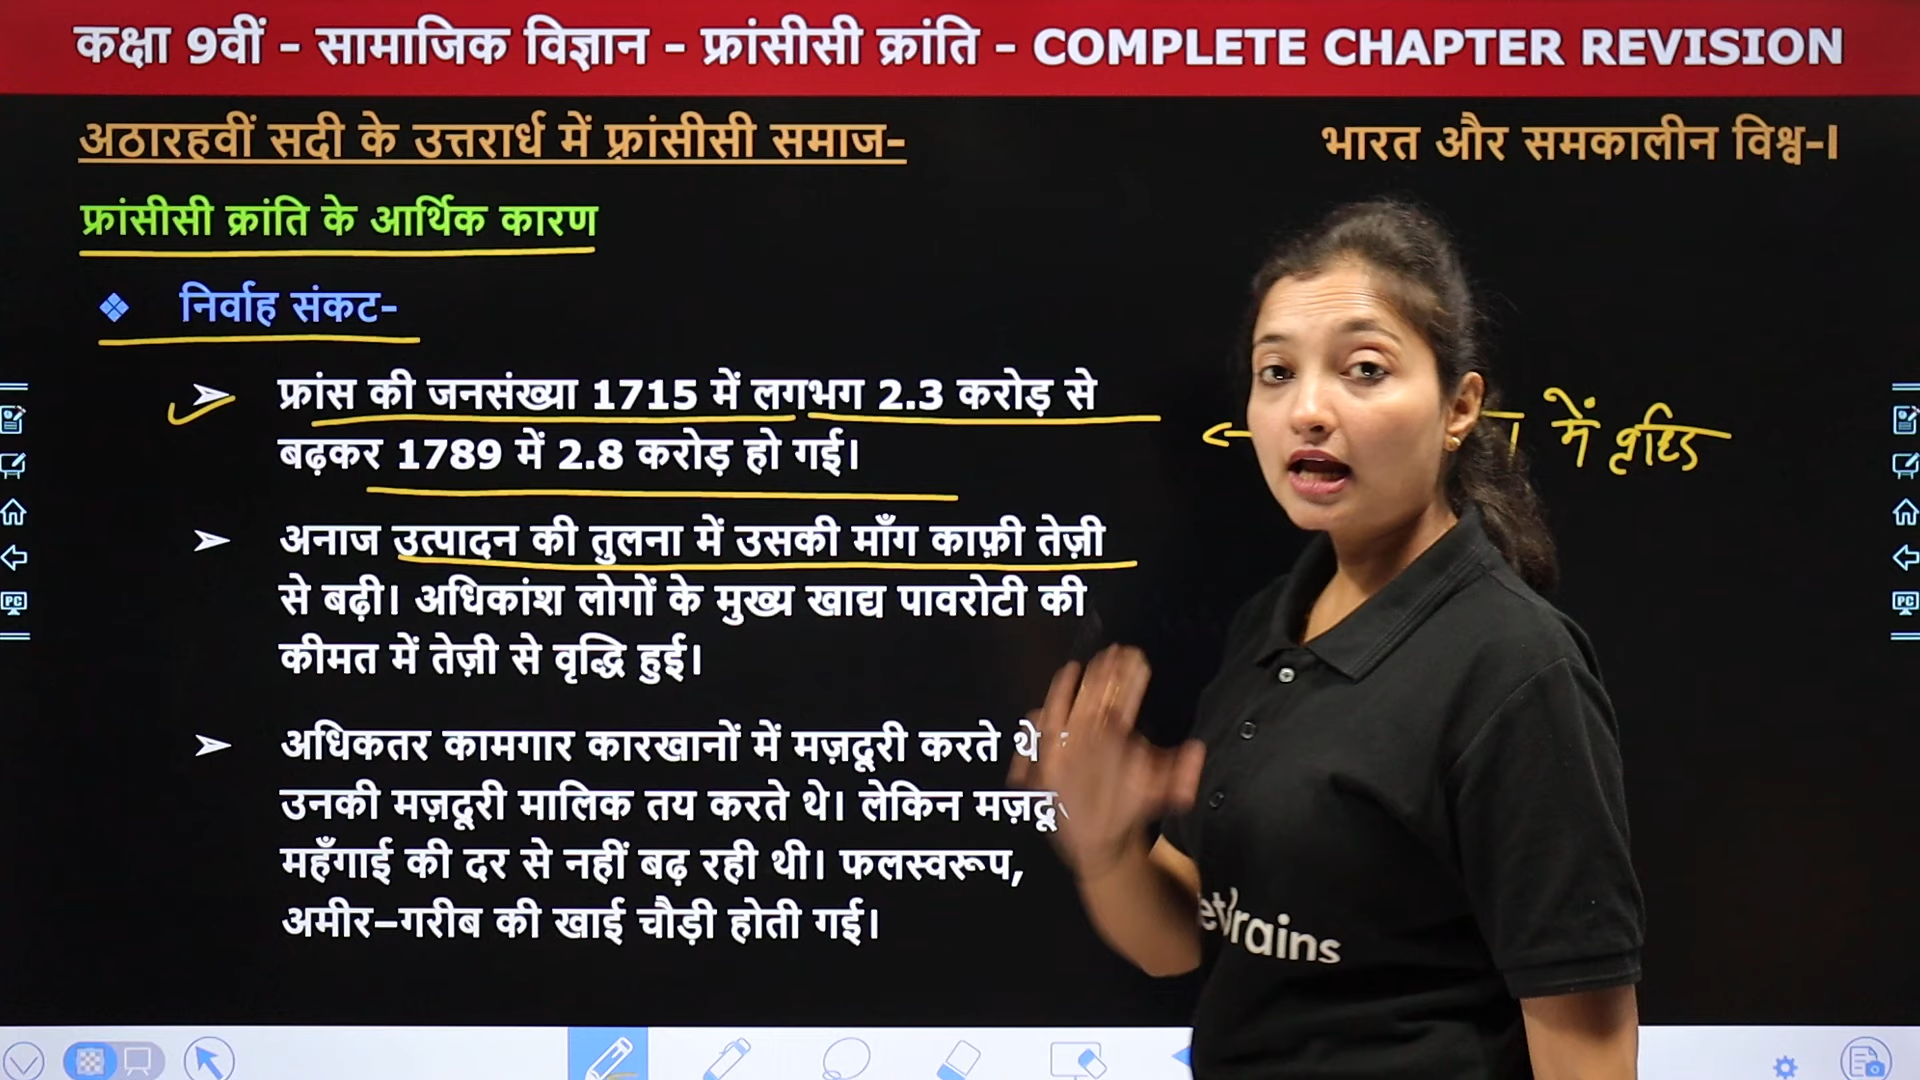 कक्षा 9वीं - सामाजिक विज्ञान - फ्रांसीसी क्रांति - COMPLETE CHAPTER REVISION
अठारहवीं सदी के उत्तरार्ध में फ्रांसीसी समाज-
भारत और समकालीन विश्व-I
फ्रांसीसी क्रांति के आर्थिक कारण
❖ निर्वाह संकट-
➢ फ्रांस की जनसंख्या 1715 में लगभग 2.3 करोड़ से
बढ़कर 1789 में 2.8 करोड़ हो गई।
में वृद्धि
➢ अनाज उत्पादन की तुलना में उसकी माँग काफ़ी तेज़ी
से बढ़ी। अधिकांश लोगों के मुख्य खाद्य पावरोटी की
कीमत में तेज़ी से वृद्धि हुई।
➢ अधिकतर कामगार कारखानों में मज़दूरी करते थे
उनकी मज़दूरी मालिक तय करते थे। लेकिन
महँगाई की दर से नहीं बढ़ रही थी। फलस्वरूप,
अमीर-गरीब की खाई चौड़ी होती गई।
PC
PC